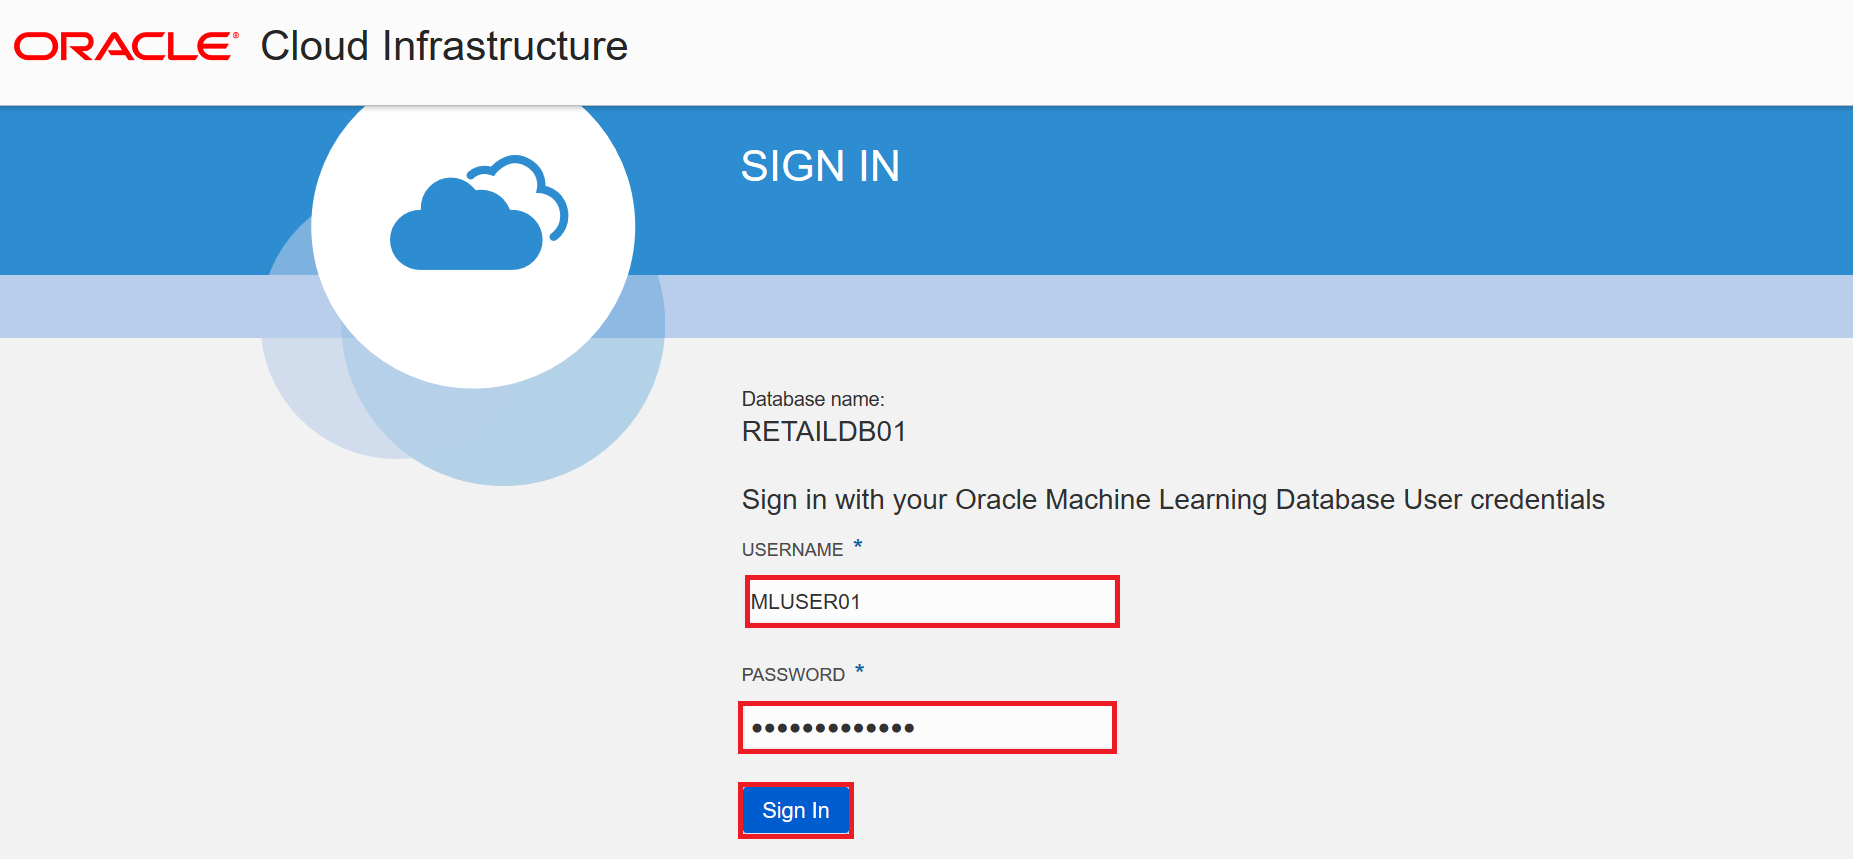 ORACLE® Cloud Infrastructure
SIGN IN
Database name:
RETAILDB01
Sign in with your Oracle Machine Learning Database User credentials
USERNAME *
MLUSER01
PASSWORD *
●●●●●●●●●●●●●
Sign In